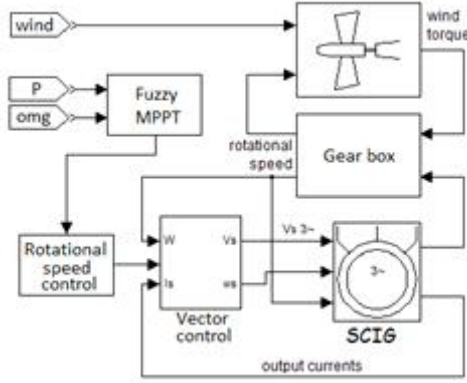 wind
wind
torque
P
omg
Fuzzy
MPPT
rotational
speed
Gear box
Rotational
speed
control
W
Is
Vs
ws
Vector
control
Vs 3~
3~
SCIG
output currents